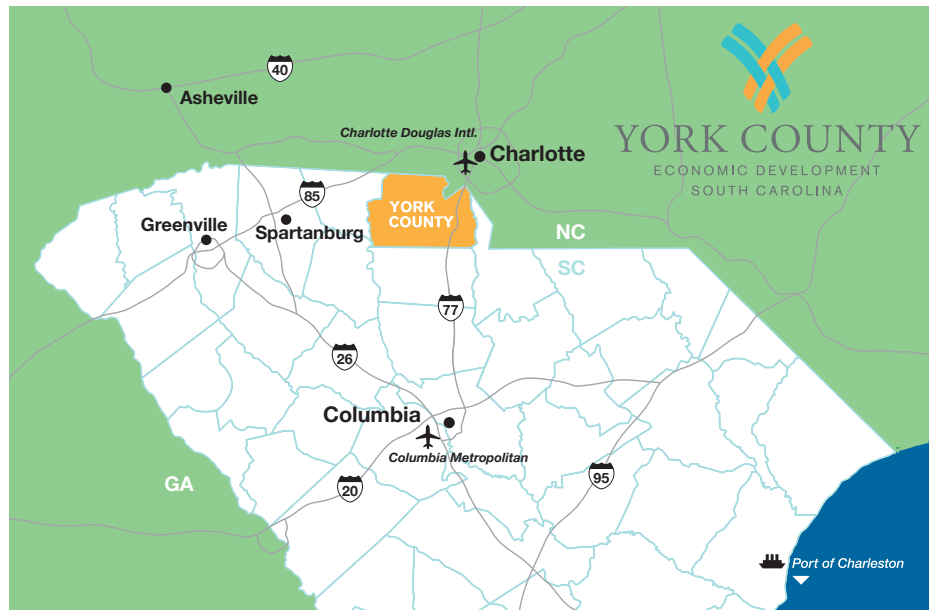 40
Asheville
Charlotte Douglas Intl.
Charlotte
YORK COUNTY
ECONOMIC DEVELOPMENT
SOUTH CAROLINA
85
YORK
COUNTY
Greenville
Spartanburg
NC
SC
77
26
Columbia
Columbia Metropolitan
GA
20
95
Port of Charleston